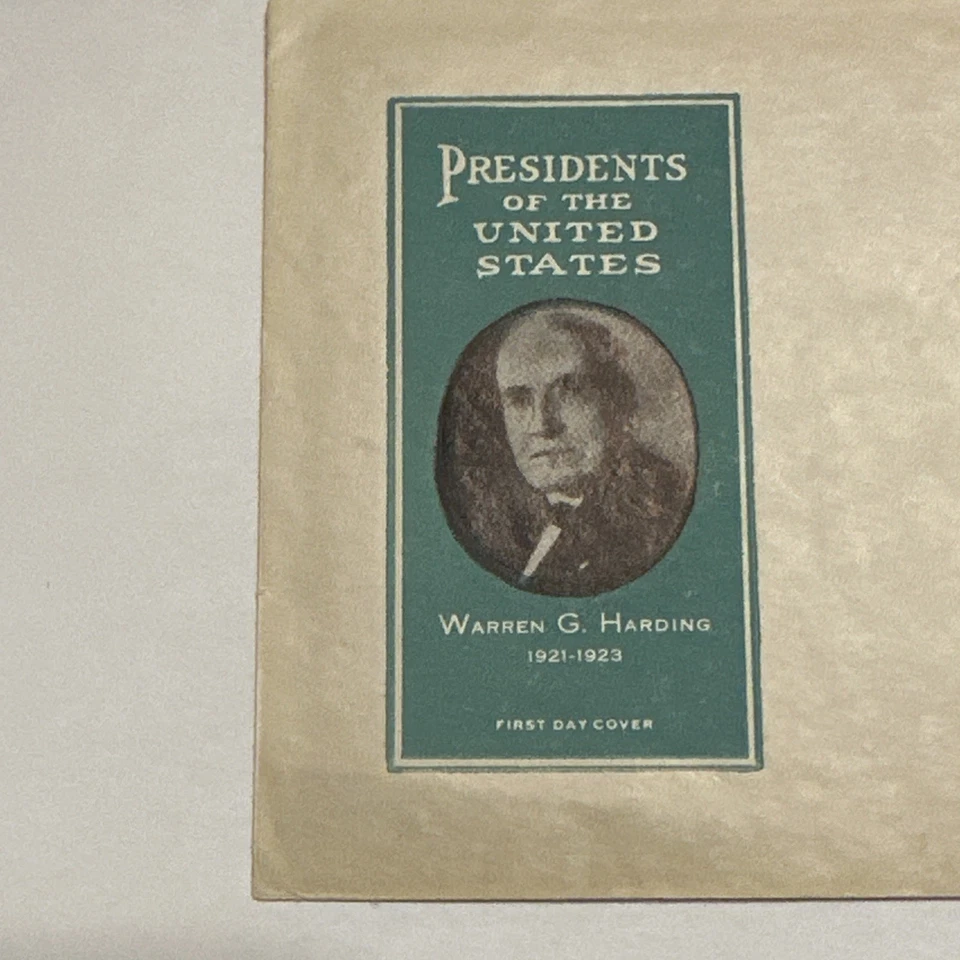 PRESIDENTS
OF THE
UNITED
STATES
WARREN G. HARDING
1921-1923
FIRST DAY COVER